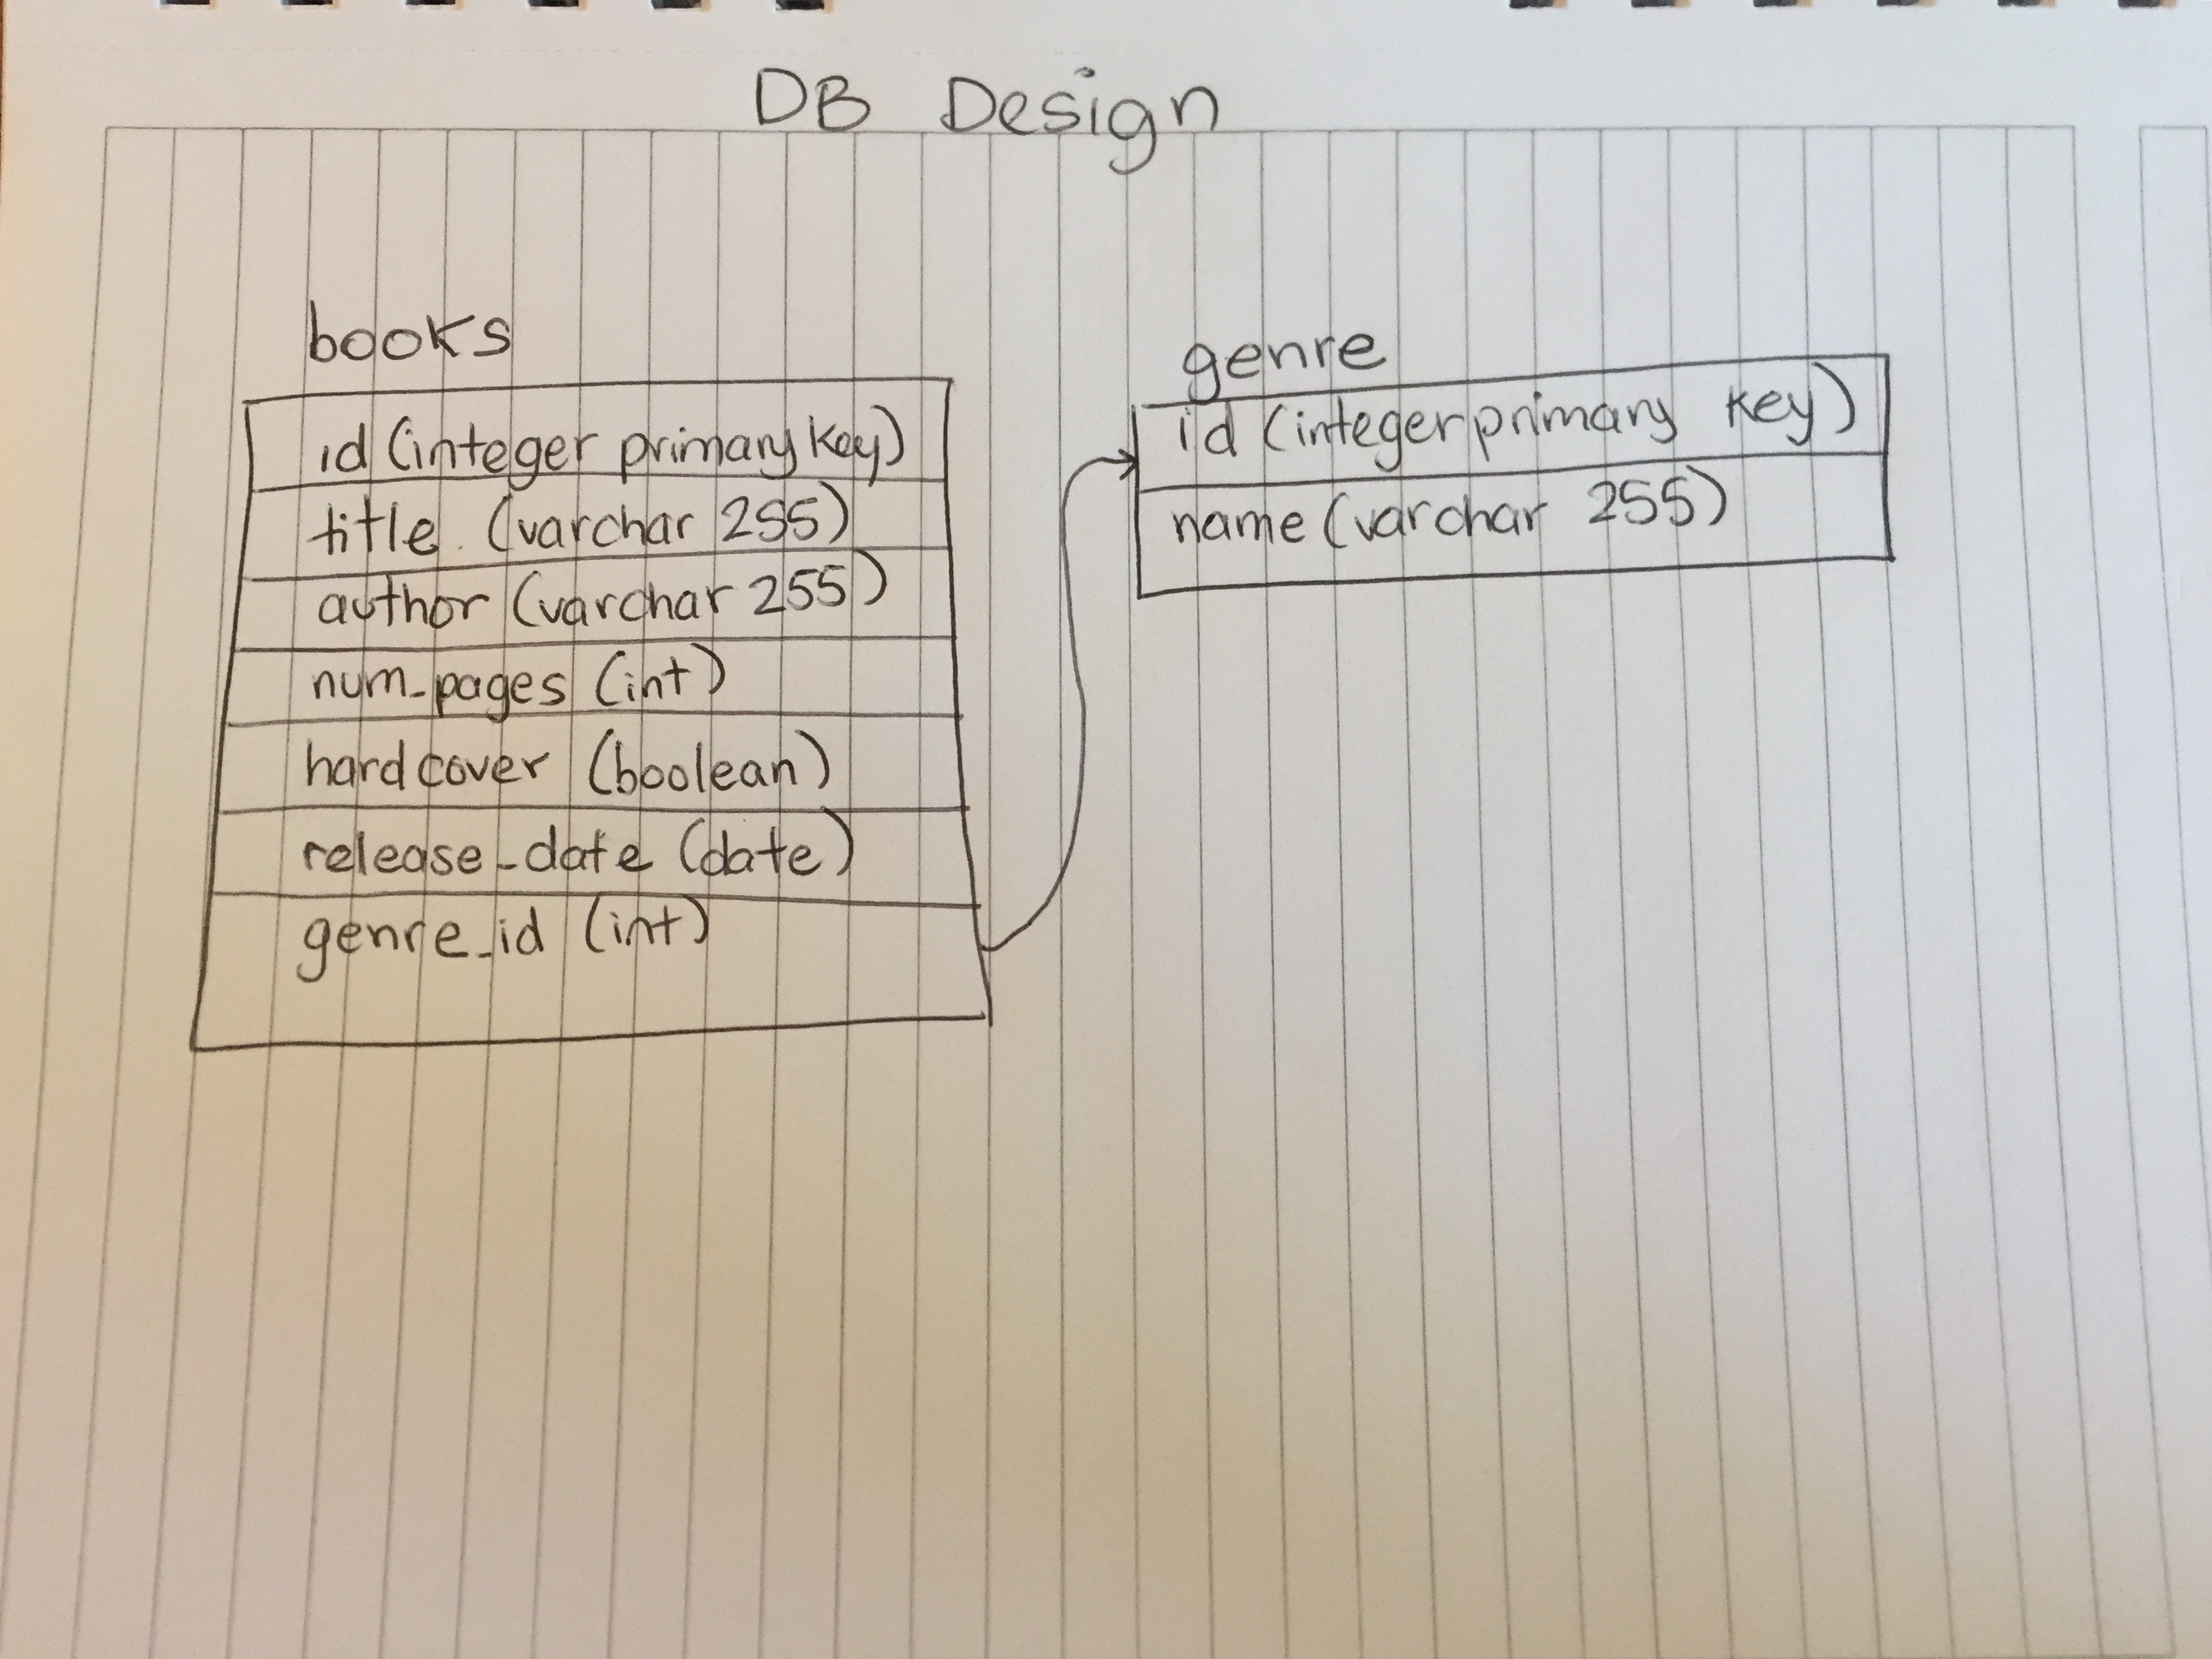 DB Design
books
id (integer primary key)
title (varchar 255)
author (varchar 255)
num_pages (int)
hardcover (boolean)
release_date (date)
genre_id (int)
genre
id (integer primary key)
name (varchar 255)